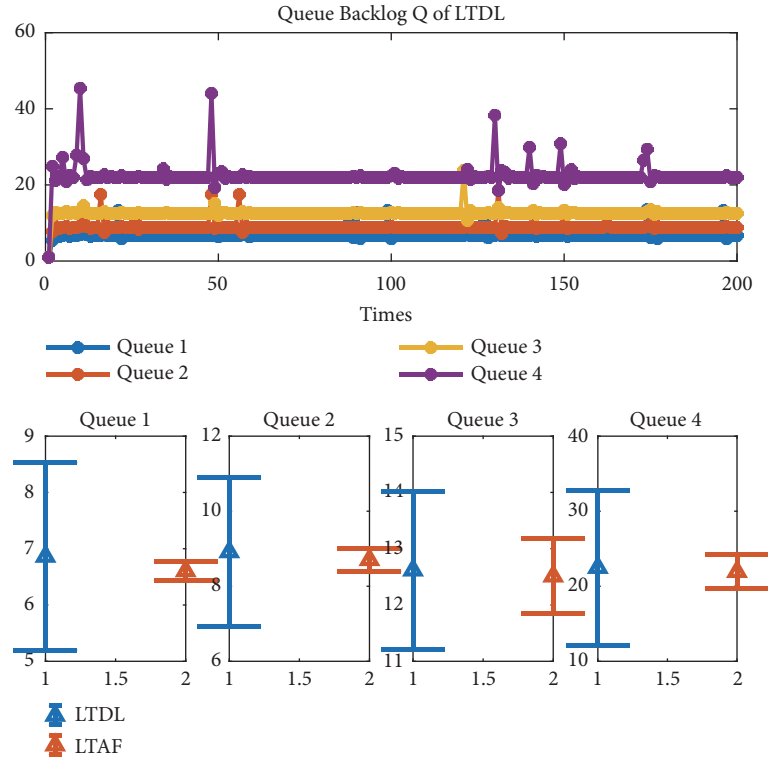 Queue Backlog Q of LTDL
60
40
20
0
0 50 100 150 200
Times
Queue 1 Queue 3
Queue 2 Queue 4
Queue 1 Queue 2 Queue 3 Queue 4
9 12 15 40
8 14
10 30
7 13
8 20
6 12
5 6 11 10
1 1.5 2 1 1.5 2 1 1.5 2 1 1.5 2
LTDL
LTAF